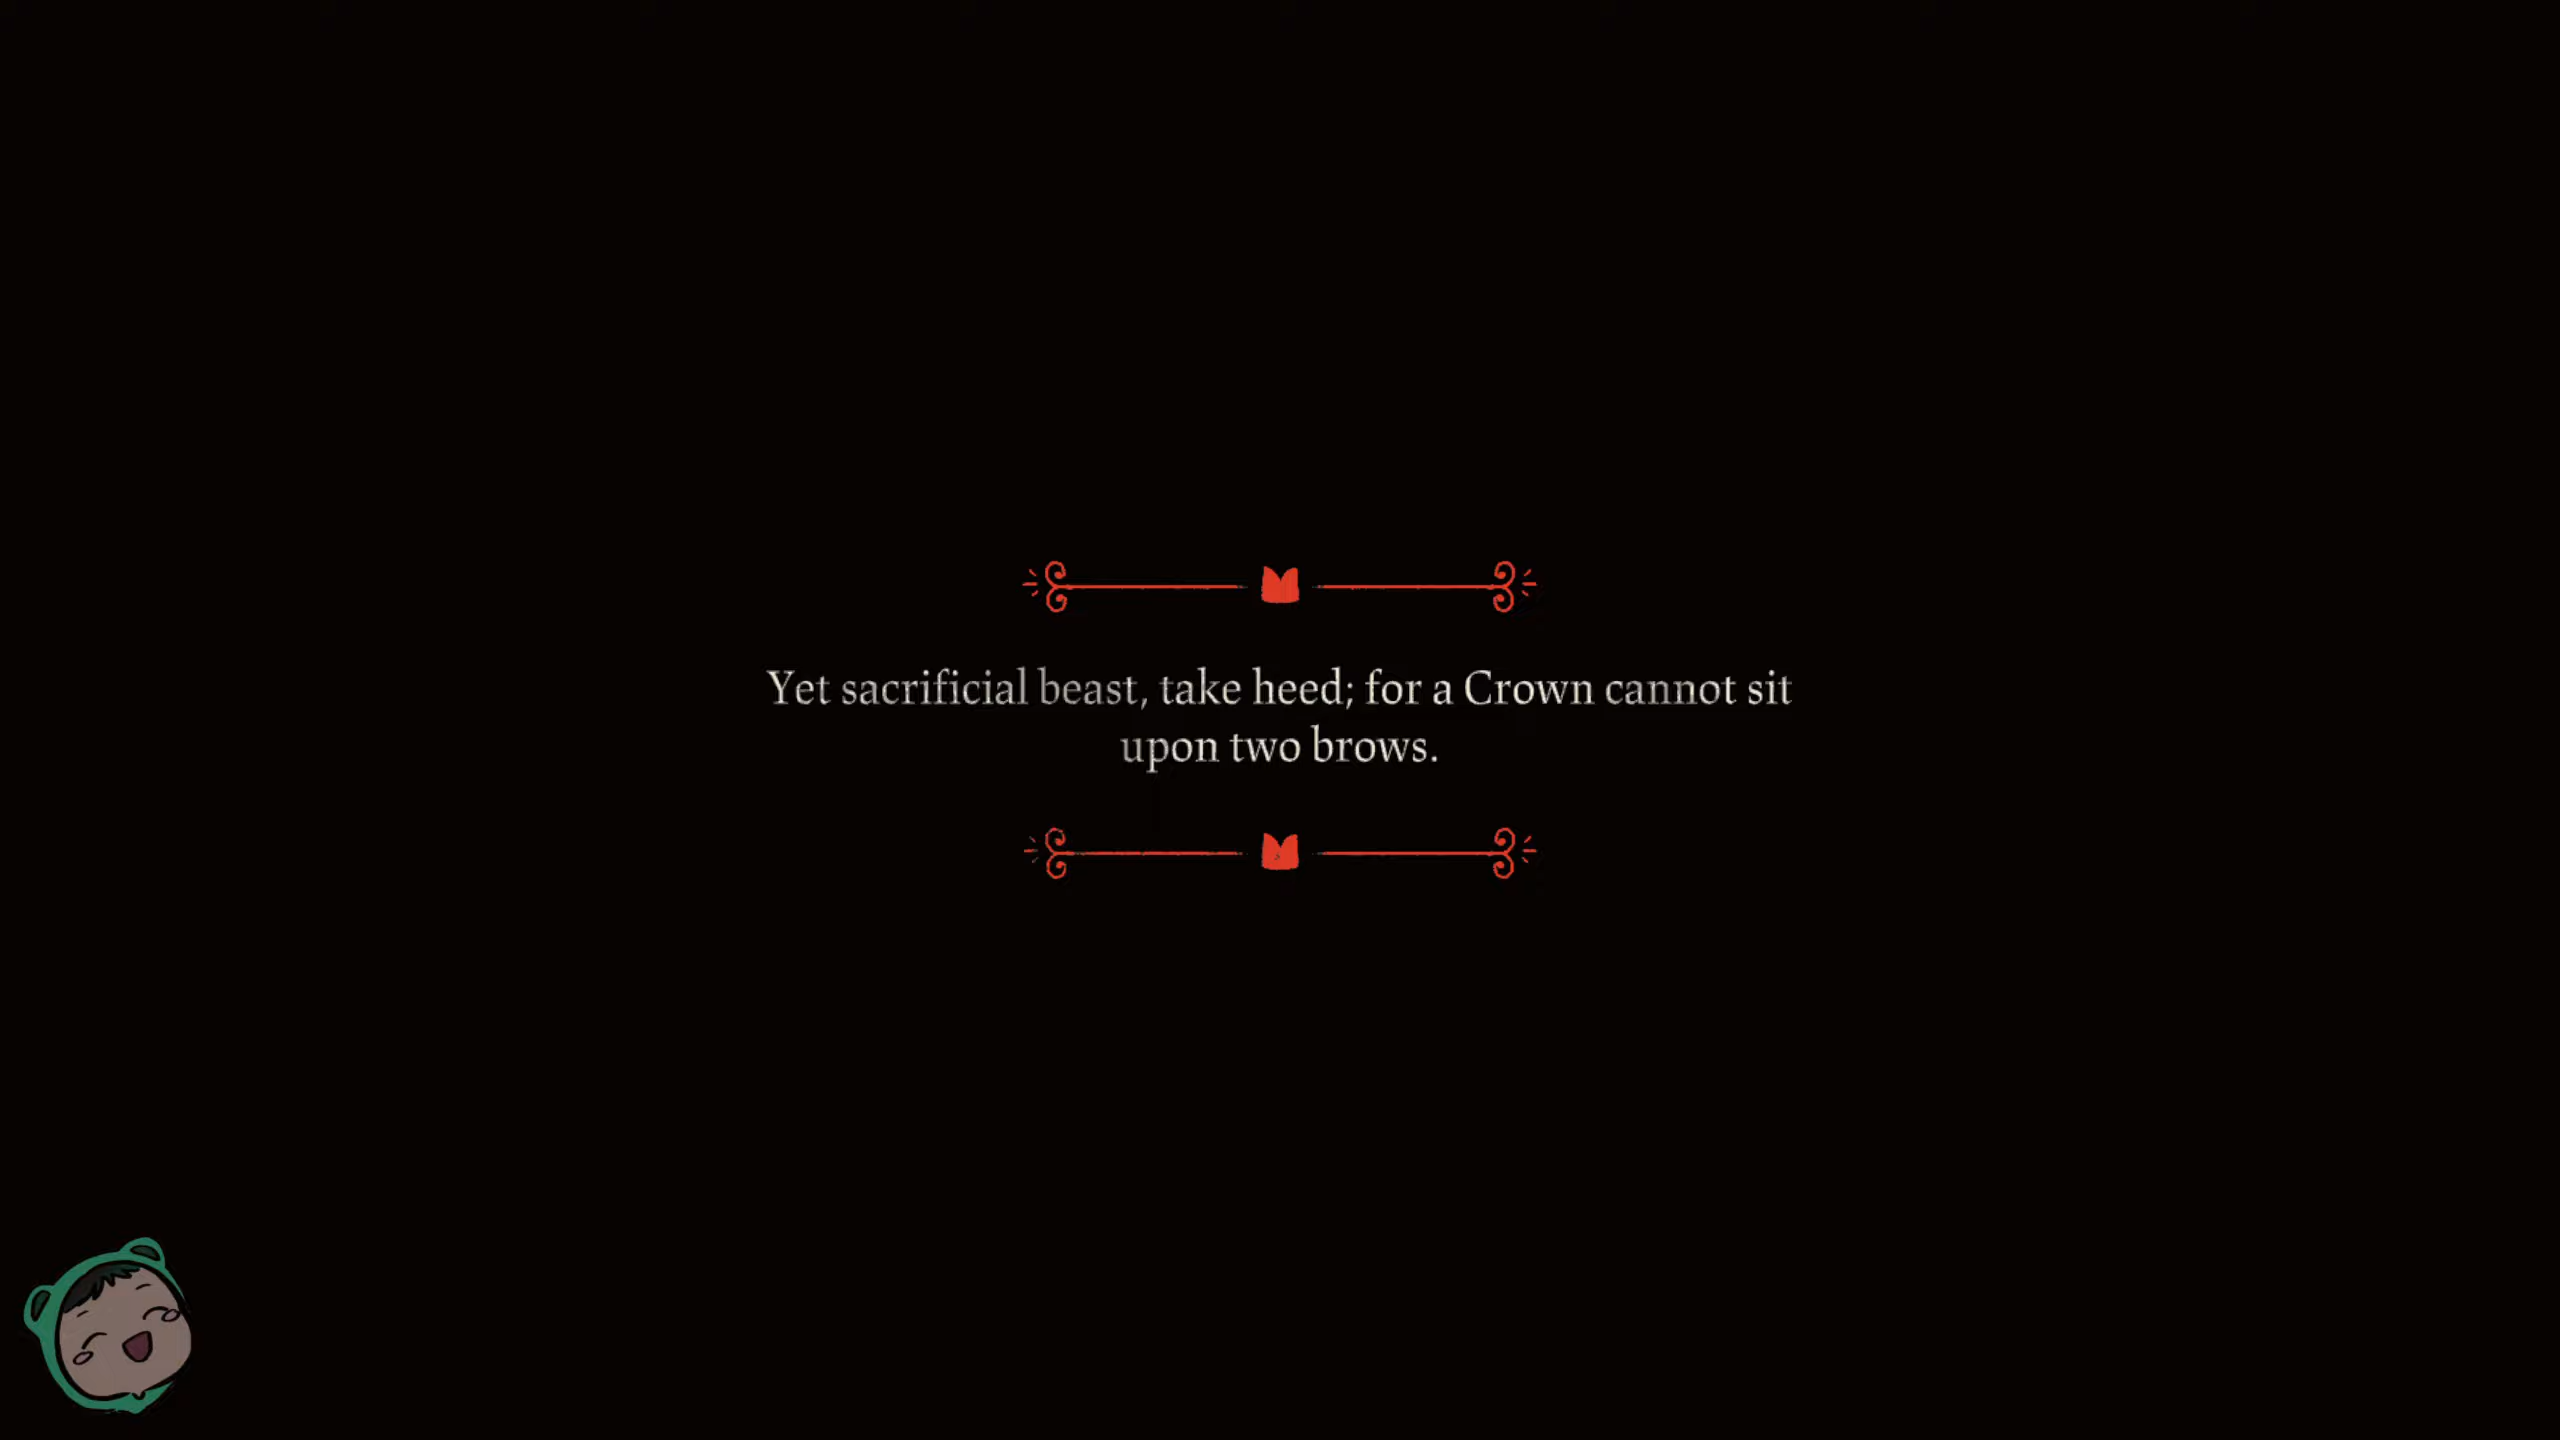 Yet sacrificial beast, take heed; for a Crown cannot sit
upon two brows.